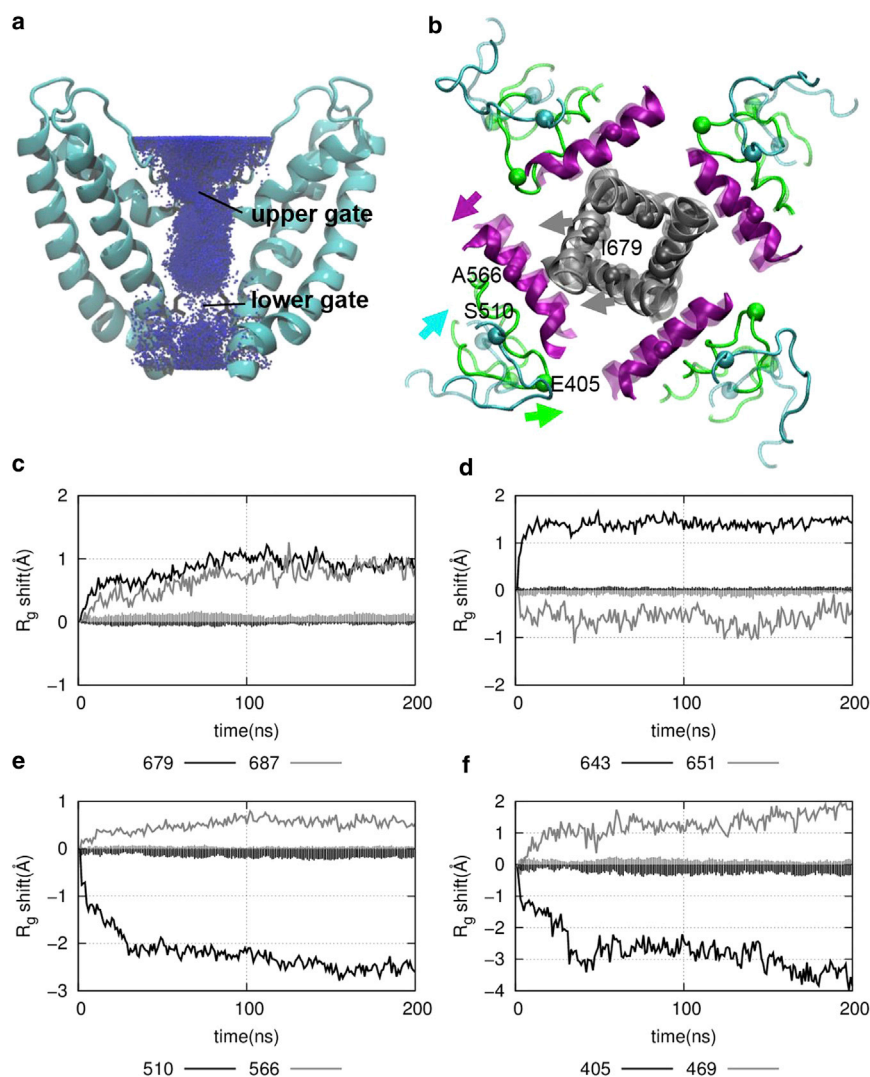 a
b
upper gate
lower gate
I679
A566
S510
E405
c
d
2
1
0
−1
Rg shift(Å)
0 100 200
time(ns)
679 687
2
1
0
−1
−2
Rg shift(Å)
0 100 200
time(ns)
643 651
e
f
1
0
−1
−2
−3
Rg shift(Å)
0 100 200
time(ns)
510 566
2
1
0
−1
−2
−3
−4
Rg shift(Å)
0 100 200
time(ns)
405 469